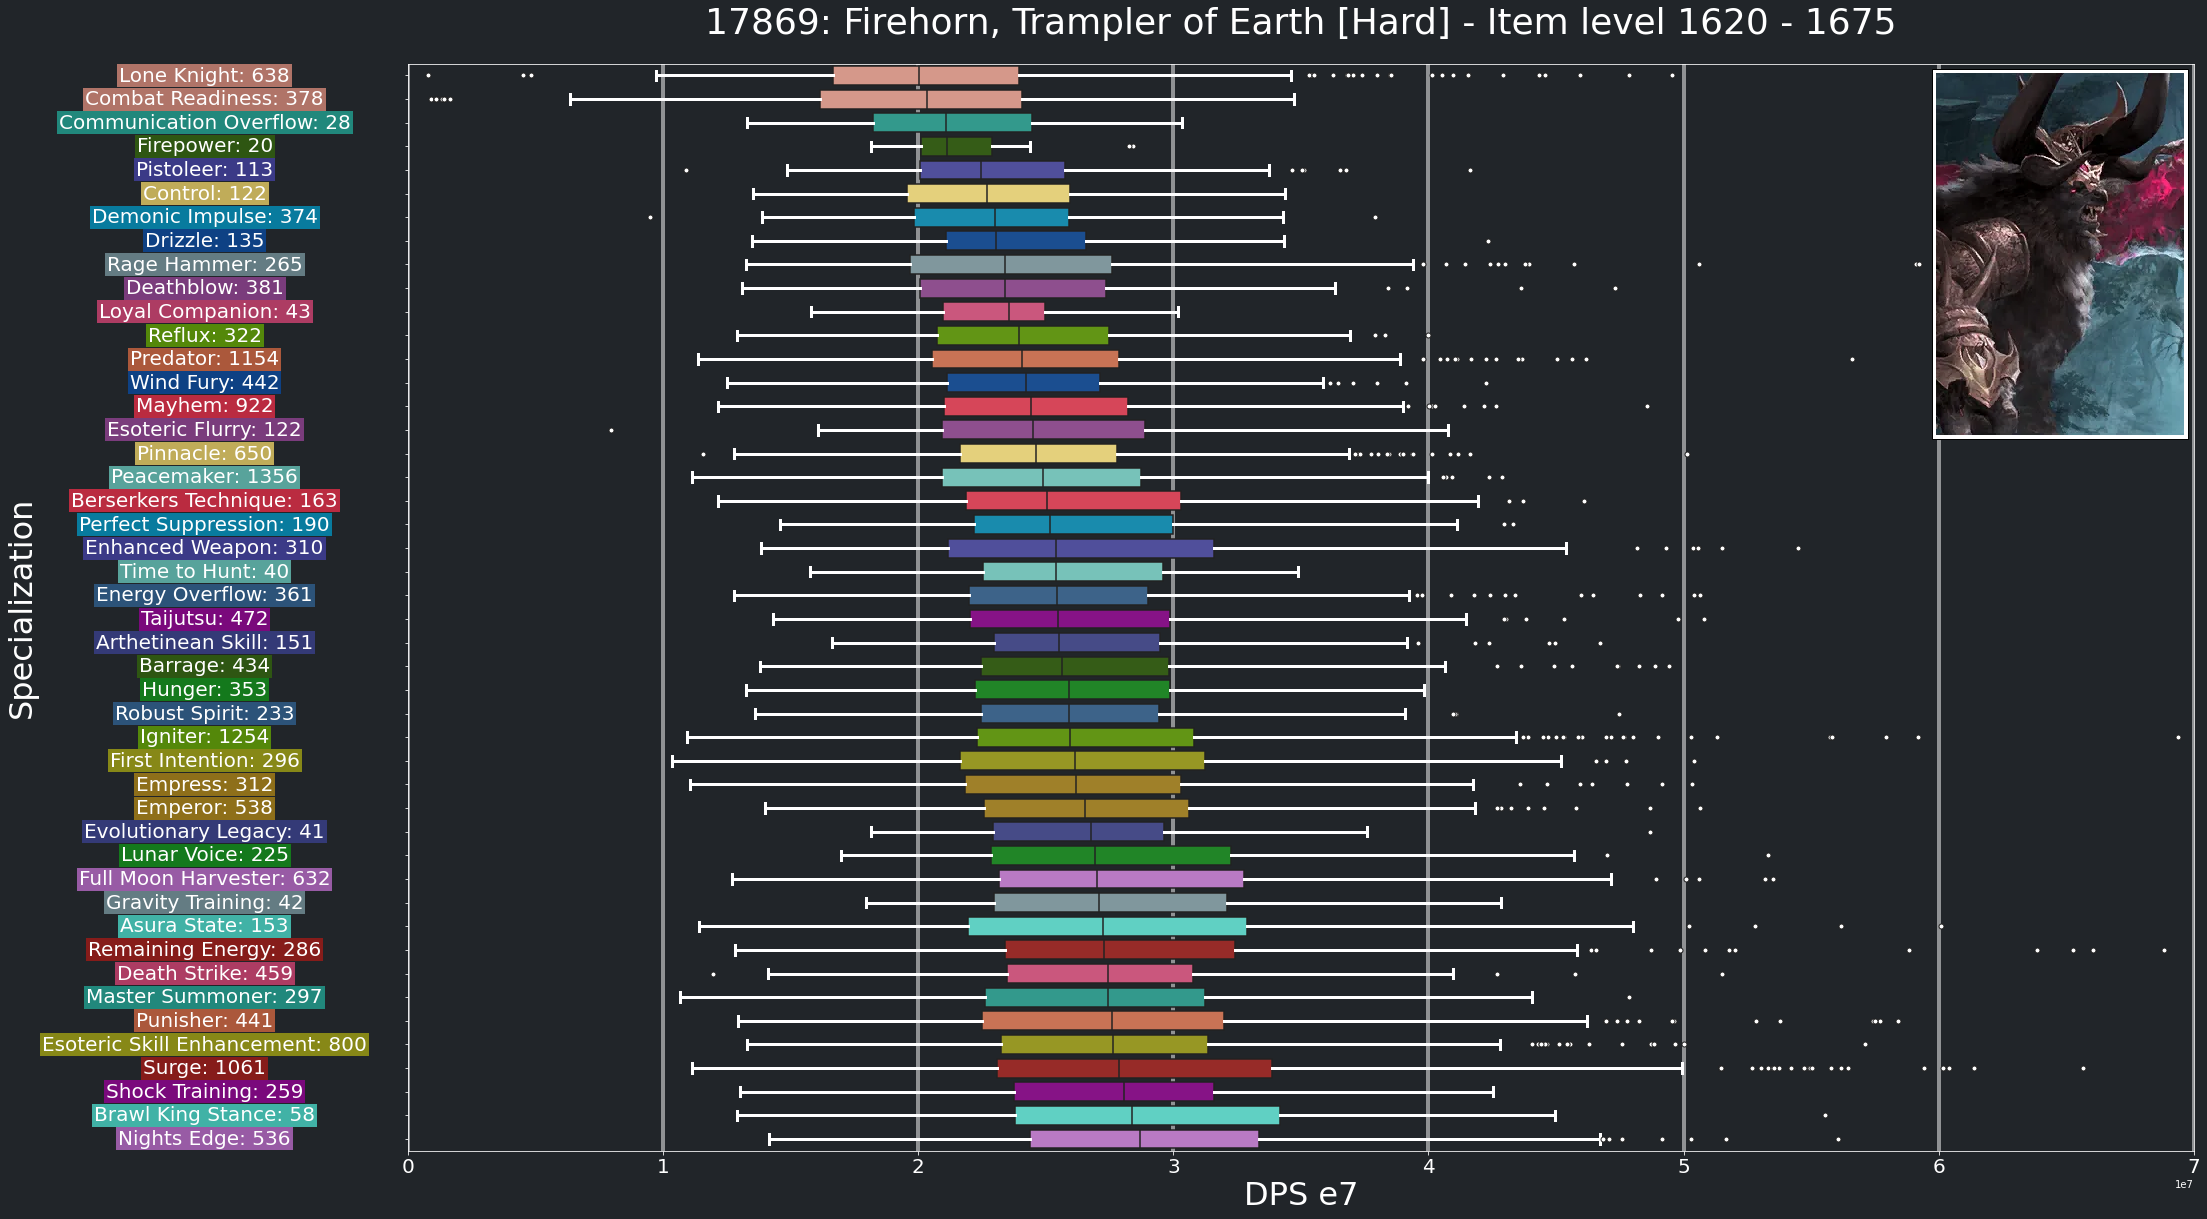 17869: Firehorn, Trampler of Earth [Hard] - Item level 1620 - 1675
Specialization
Lone Knight: 638
Combat Readiness: 378
Communication Overflow: 28
Firepower: 20
Pistoleer: 113
Control: 122
Demonic Impulse: 374
Drizzle: 135
Rage Hammer: 265
Deathblow: 381
Loyal Companion: 43
Reflux: 322
Predator: 1154
Wind Fury: 442
Mayhem: 922
Esoteric Flurry: 122
Pinnacle: 650
Peacemaker: 1356
Berserkers Technique: 163
Perfect Suppression: 190
Enhanced Weapon: 310
Time to Hunt: 40
Energy Overflow: 361
Taijutsu: 472
Arthetinean Skill: 151
Barrage: 434
Hunger: 353
Robust Spirit: 233
Igniter: 1254
First Intention: 296
Empress: 312
Emperor: 538
Evolutionary Legacy: 41
Lunar Voice: 225
Full Moon Harvester: 632
Gravity Training: 42
Asura State: 153
Remaining Energy: 286
Death Strike: 459
Master Summoner: 297
Punisher: 441
Esoteric Skill Enhancement: 800
Surge: 1061
Shock Training: 259
Brawl King Stance: 58
Nights Edge: 536
0 1 2 3 4 5 6 7
1e7
DPS e7